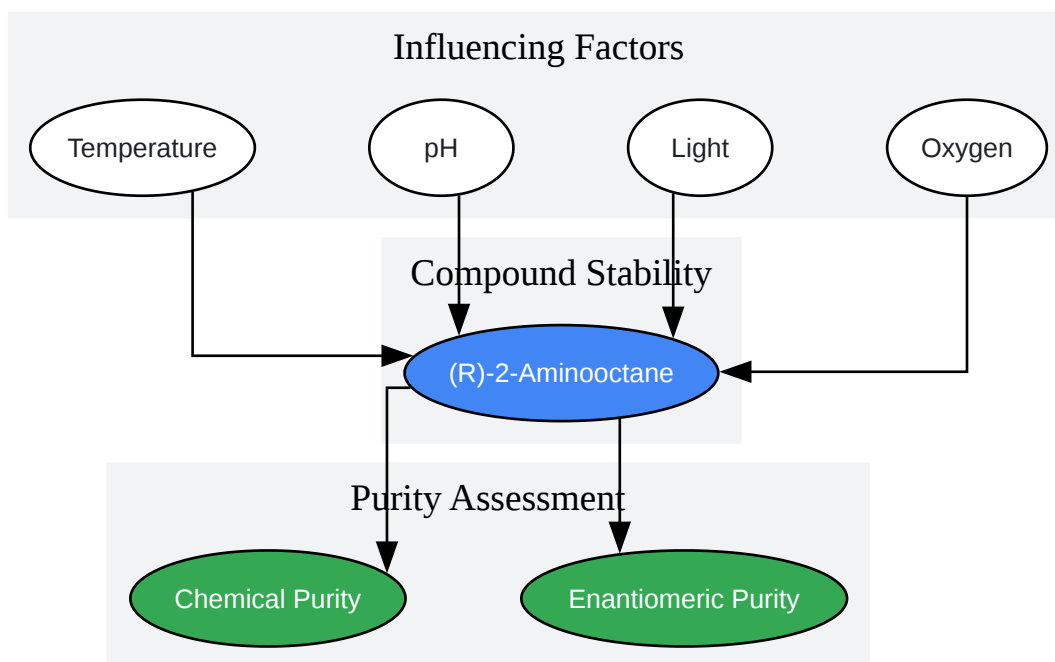 Influencing Factors
Temperature
pH
Light
Oxygen
Compound Stability
(R)-2-Aminooctane
Purity Assessment
Chemical Purity
Enantiomeric Purity